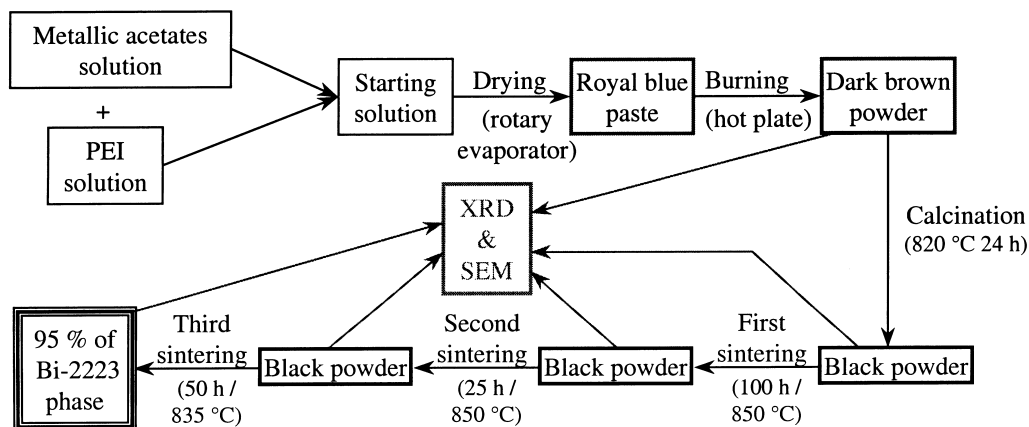 Metallic acetates
solution
+
PEI
solution
Starting
solution
Drying
(rotary
evaporator)
Royal blue
paste
Burning
(hot plate)
Dark brown
powder
XRD
&
SEM
Calcination
(820 °C 24 h)
95 % of
Bi-2223
phase
Third
sintering
(50 h /
835 °C)
Black powder
Second
sintering
(25 h /
850 °C)
Black powder
First
sintering
(100 h /
850 °C)
Black powder